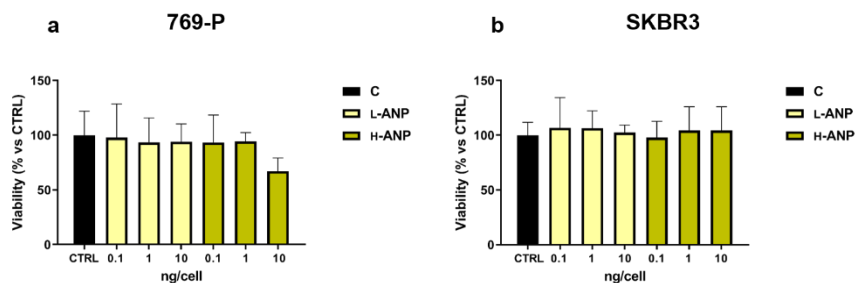 a 769-P
150
100
50
0
Viability (% vs CTRL)
CTRL 0.1 1 10 0.1 1 10
ng/cell
C
L-ANP
H-ANP
b SKBR3
150
100
50
0
Viability (% vs CTRL)
CTRL 0.1 1 10 0.1 1 10
ng/cell
C
L-ANP
H-ANP